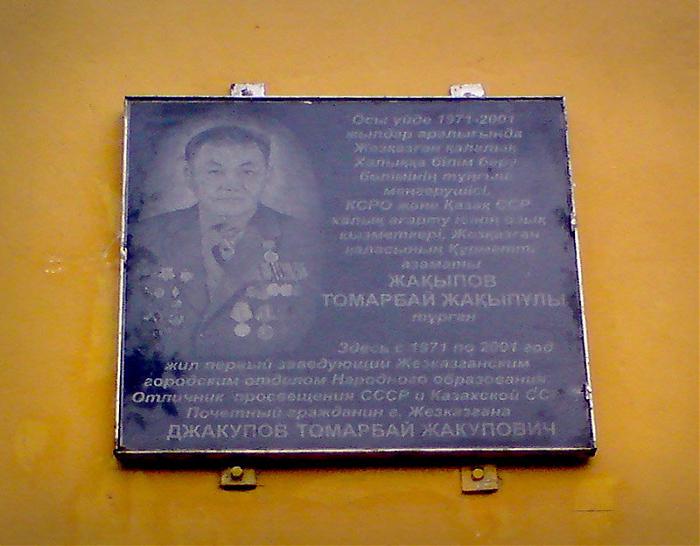 Осы үйде 1971-2001
жылдар аралығында
Жезқазған қалалық
Халыққа білім беру
бөлімінің тұңғыш
меңгерушісі,
КСРО және Қазақ ССР
халық ағарту ісінің озық
қызметкері, Жезқазған
қаласының Құрметті
азаматы
ЖАҚЫПОВ
ТОМАРБАЙ ЖАҚЫПҰЛЫ
тұрған
Здесь с 1971 по 2001 год
жил первый заведующий Жезказганским
городским отделом Народного образования
Отличник просвещения СССР и Казахской СС
Почетный гражданин г. Жезказгана
ДЖАКУПОВ ТОМАРБАЙ ЖАКУПОВИЧ